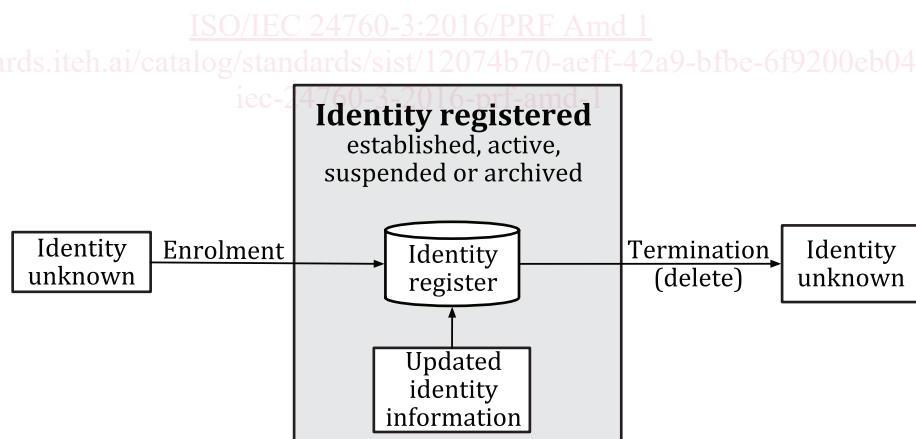 ISO/IEC 24760-3:2016/PRF Amd 1
ards.iteh.ai/catalog/standards/sist/12074b70-aeff-42a9-bfbe-6f9200eb04
iec-24760-3-2016-prf-amd-1
Identity registered
established, active,
suspended or archived
Identity
unknown
Enrolment
Identity
register
Termination
(delete)
Identity
unknown
Updated
identity
information